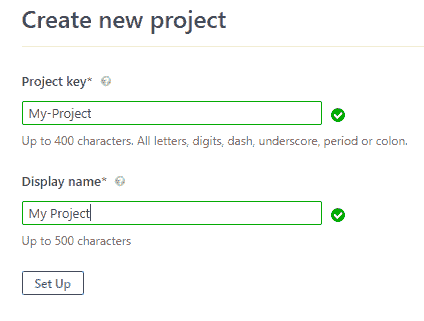 Create new project
Project key*
My-Project
Up to 400 characters. All letters, digits, dash, underscore, period or colon.
Display name*
My Project
Up to 500 characters
Set Up